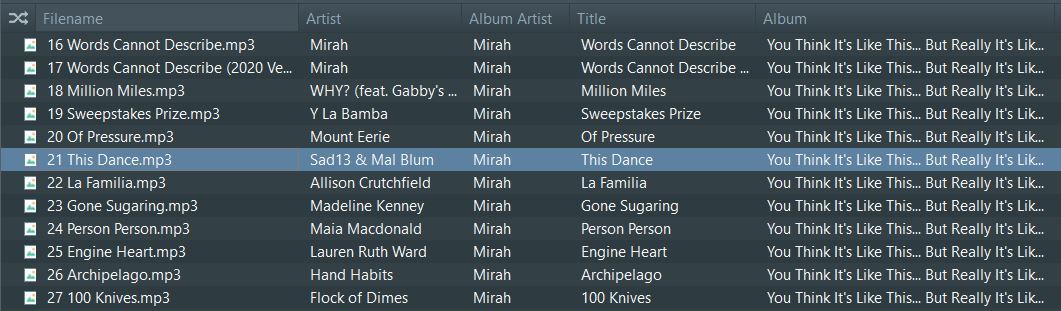 Filename Artist Album Artist Title Album
16 Words Cannot Describe.mp3 Mirah Mirah Words Cannot Describe You Think It's Like This... But Really It's Lik...
17 Words Cannot Describe (2020 Ve... Mirah Mirah Words Cannot Describe ... You Think It's Like This... But Really It's Lik...
18 Million Miles.mp3 WHY? (feat. Gabby's ... Mirah Million Miles You Think It's Like This... But Really It's Lik...
19 Sweepstakes Prize.mp3 Y La Bamba Mirah Sweepstakes Prize You Think It's Like This... But Really It's Lik...
20 Of Pressure.mp3 Mount Eerie Mirah Of Pressure You Think It's Like This... But Really It's Lik...
21 This Dance.mp3 Sad13 & Mal Blum Mirah This Dance You Think It's Like This... But Really It's Lik...
22 La Familia.mp3 Allison Crutchfield Mirah La Familia You Think It's Like This... But Really It's Lik...
23 Gone Sugaring.mp3 Madeline Kenney Mirah Gone Sugaring You Think It's Like This... But Really It's Lik...
24 Person Person.mp3 Maia Macdonald Mirah Person Person You Think It's Like This... But Really It's Lik...
25 Engine Heart.mp3 Lauren Ruth Ward Mirah Engine Heart You Think It's Like This... But Really It's Lik...
26 Archipelago.mp3 Hand Habits Mirah Archipelago You Think It's Like This... But Really It's Lik...
27 100 Knives.mp3 Flock of Dimes Mirah 100 Knives You Think It's Like This... But Really It's Lik...